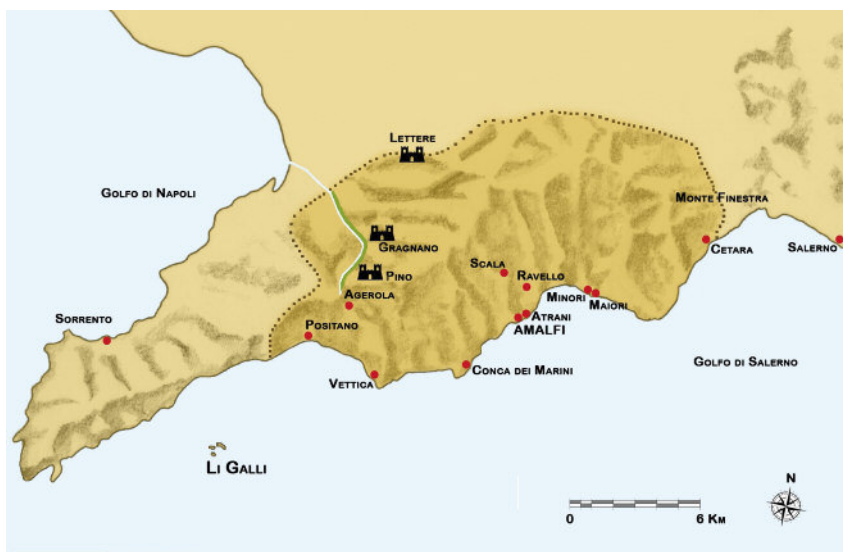 Lettere
Golfo di Napoli
Monte Finestra
Gragnano
Cetara
Salerno
Scala
Pino
Ravello
Minori
Maiori
Agerola
Atrani
Sorrento
Positano
AMALFI
Golfo di Salerno
Conca dei Marini
Vettica
Li Galli
N
0
6 Km